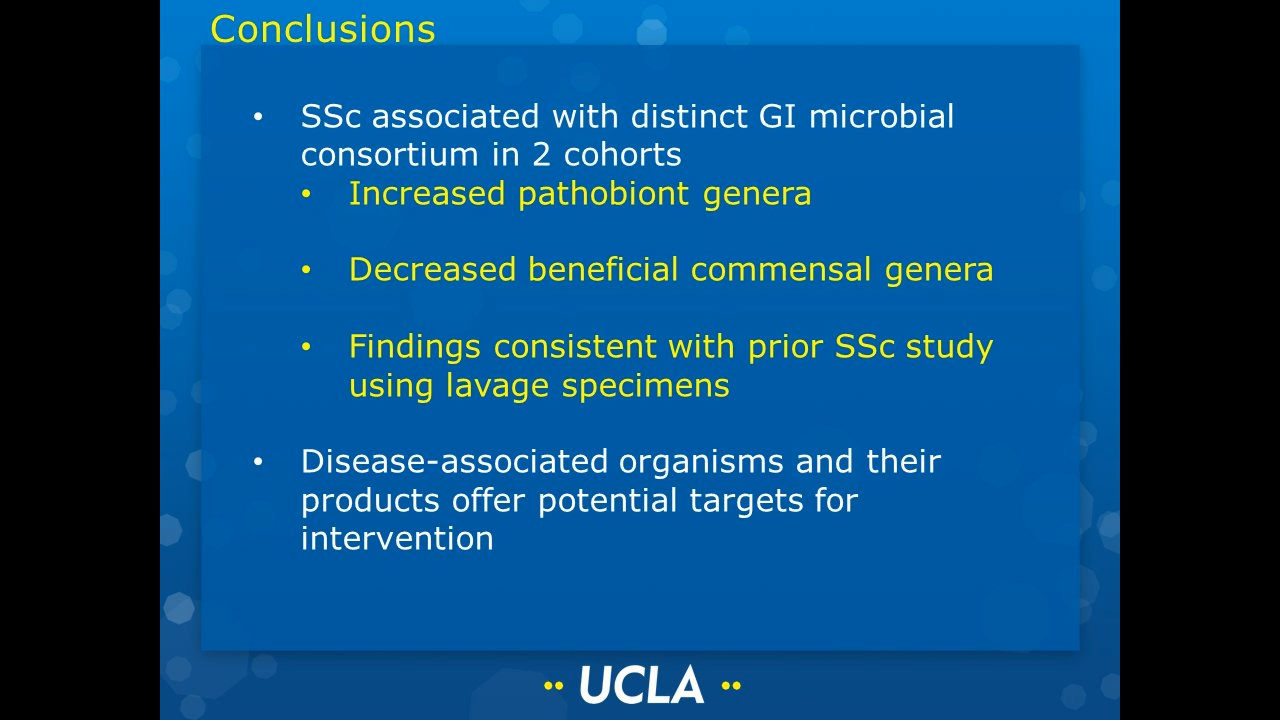 Conclusions
• SSc associated with distinct GI microbial
consortium in 2 cohorts
• Increased pathobiont genera
• Decreased beneficial commensal genera
• Findings consistent with prior SSc study
using lavage specimens
• Disease-associated organisms and their
products offer potential targets for
intervention
•• UCLA ••